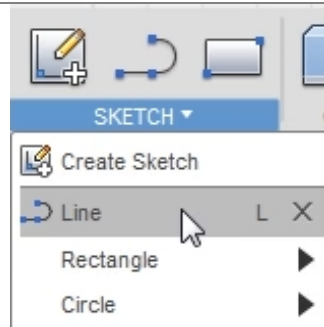 SKETCH
Create Sketch
Line L
Rectangle
Circle